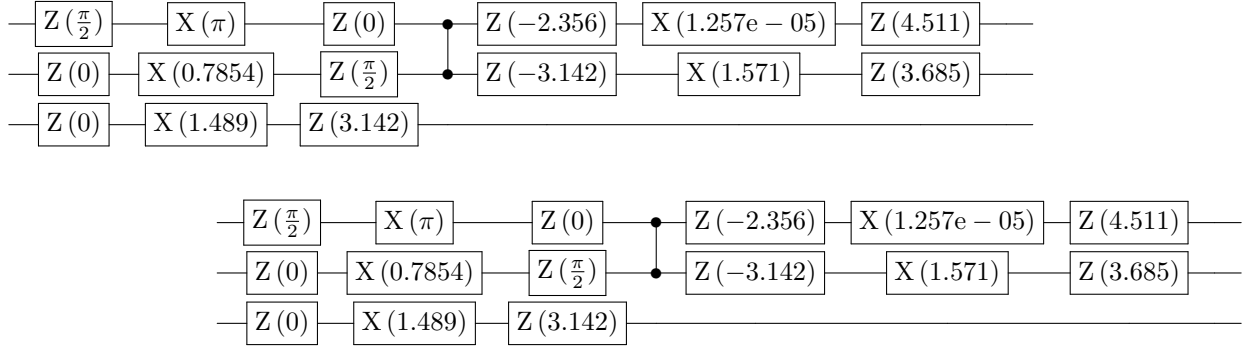 Z (π/2) X (π) Z (0) Z (−2.356) X (1.257e − 05) Z (4.511)
Z (0) X (0.7854) Z (π/2) Z (−3.142) X (1.571) Z (3.685)
Z (0) X (1.489) Z (3.142)
Z (π/2) X (π) Z (0) Z (−2.356) X (1.257e − 05) Z (4.511)
Z (0) X (0.7854) Z (π/2) Z (−3.142) X (1.571) Z (3.685)
Z (0) X (1.489) Z (3.142)